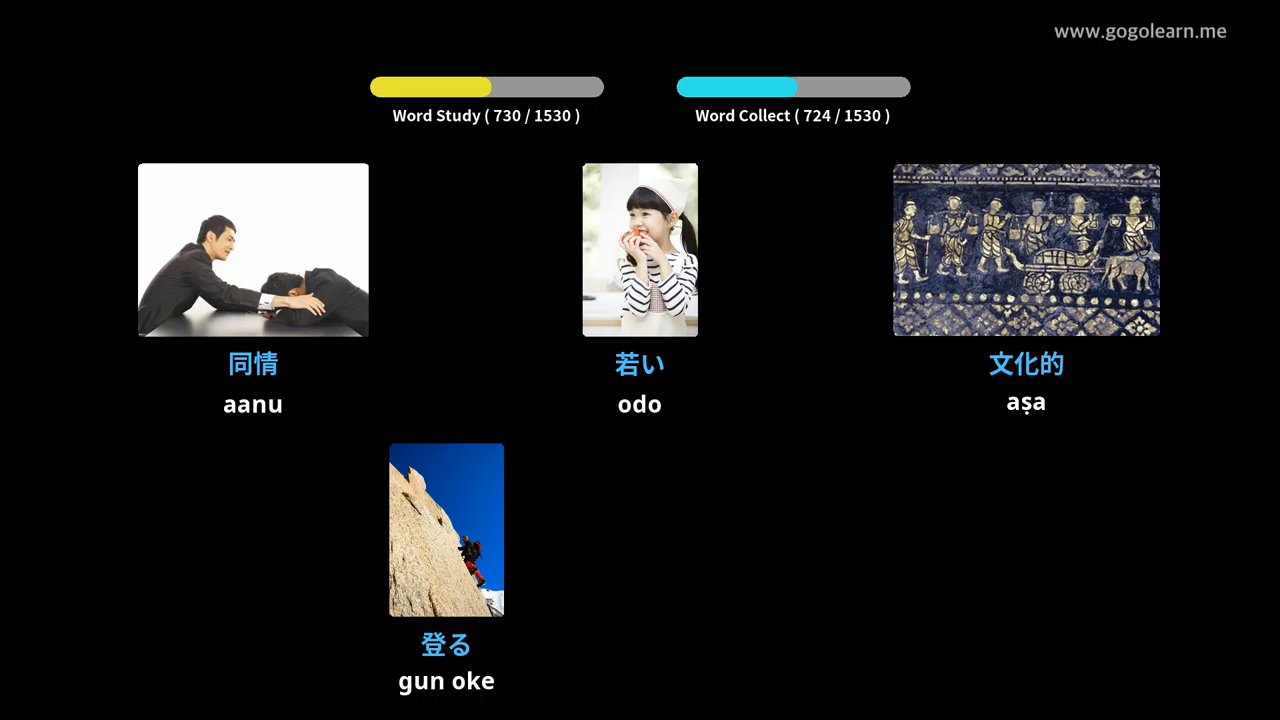 www.gogolearn.me
Word Study ( 730 / 1530 )
Word Collect ( 724 / 1530 )
同情
aanu
若い
odo
文化的
aṣa
登る
gun oke